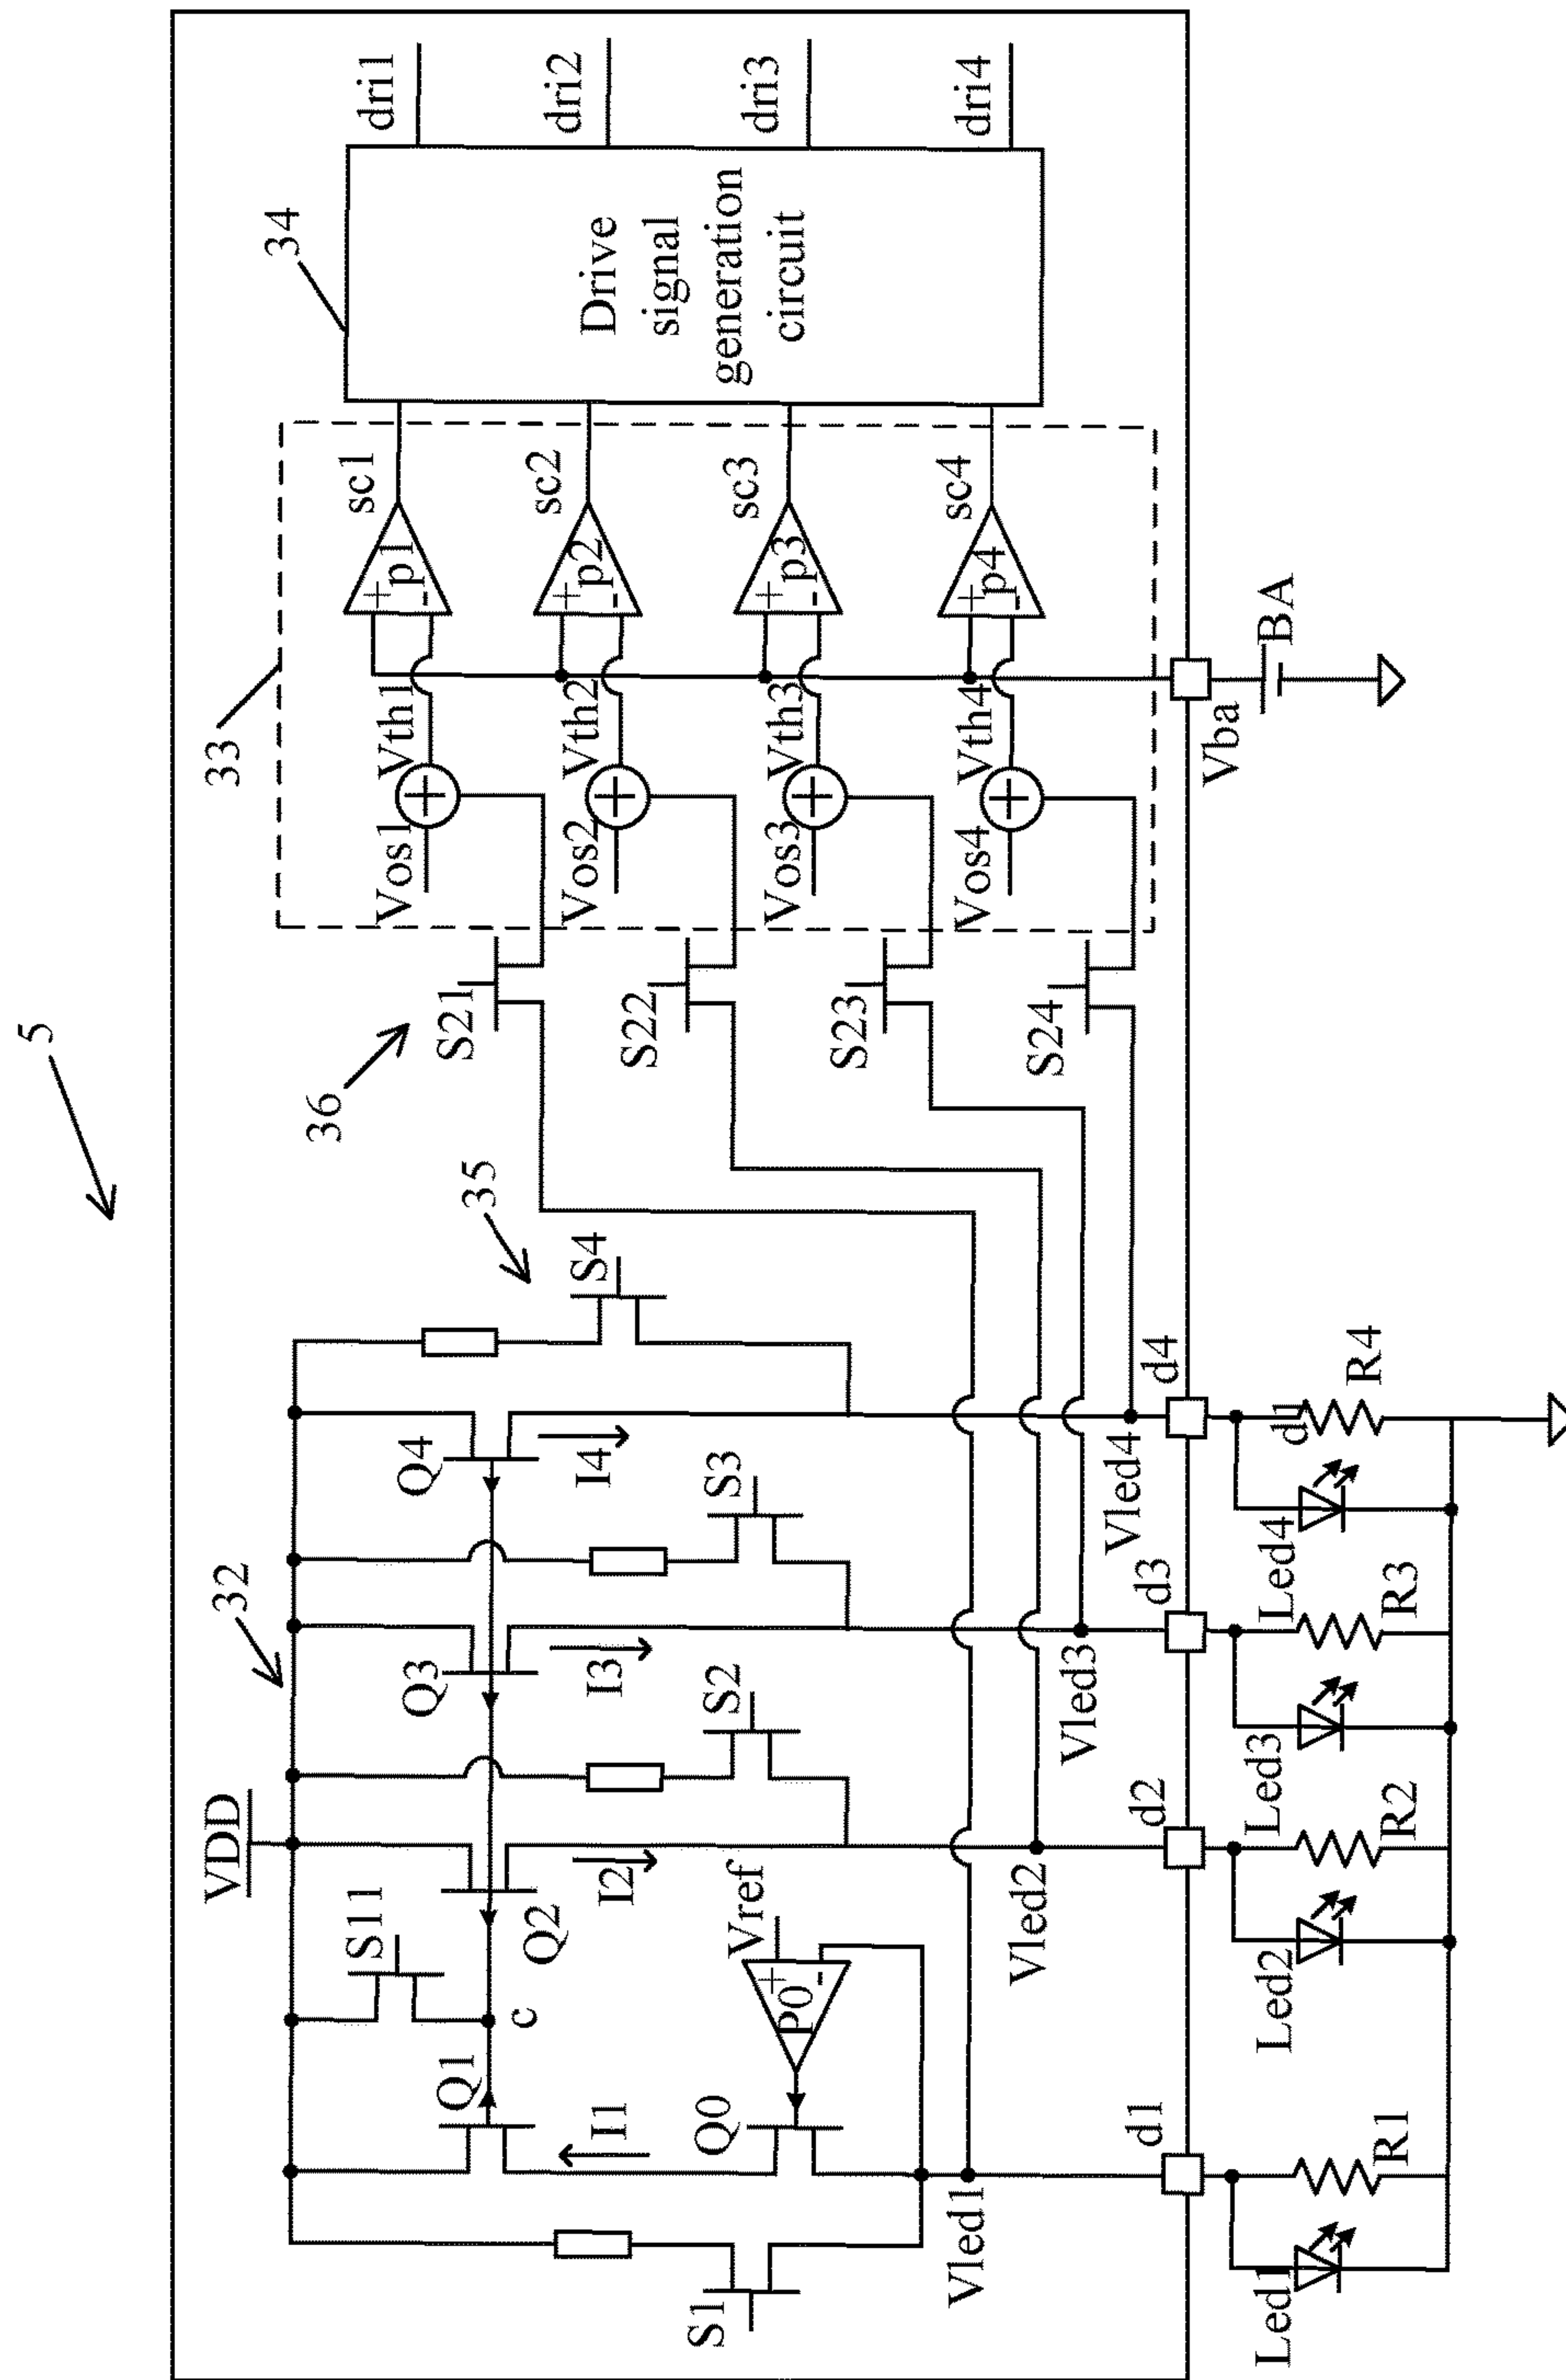 5
32
VDD
S11
Q1
c
Q2
Q3
Q4
I1
I2
I3
I4
Q0
P0
+
-
Vref
S1
S2
S3
S4
35
36
S21
S22
S23
S24
33
Vos1
Vth1
Vos2
Vth2
Vos3
Vth3
Vos4
Vth4
+
-
p1
+
-
p2
+
-
p3
+
-
p4
sc1
sc2
sc3
sc4
34
Drive
signal
generation
circuit
dri1
dri2
dri3
dri4
Vled1
Vled2
Vled3
Vled4
d1
d2
d3
d4
Vba
BA
Led1
R1
Led2
R2
Led3
R3
Led4
d1
R4